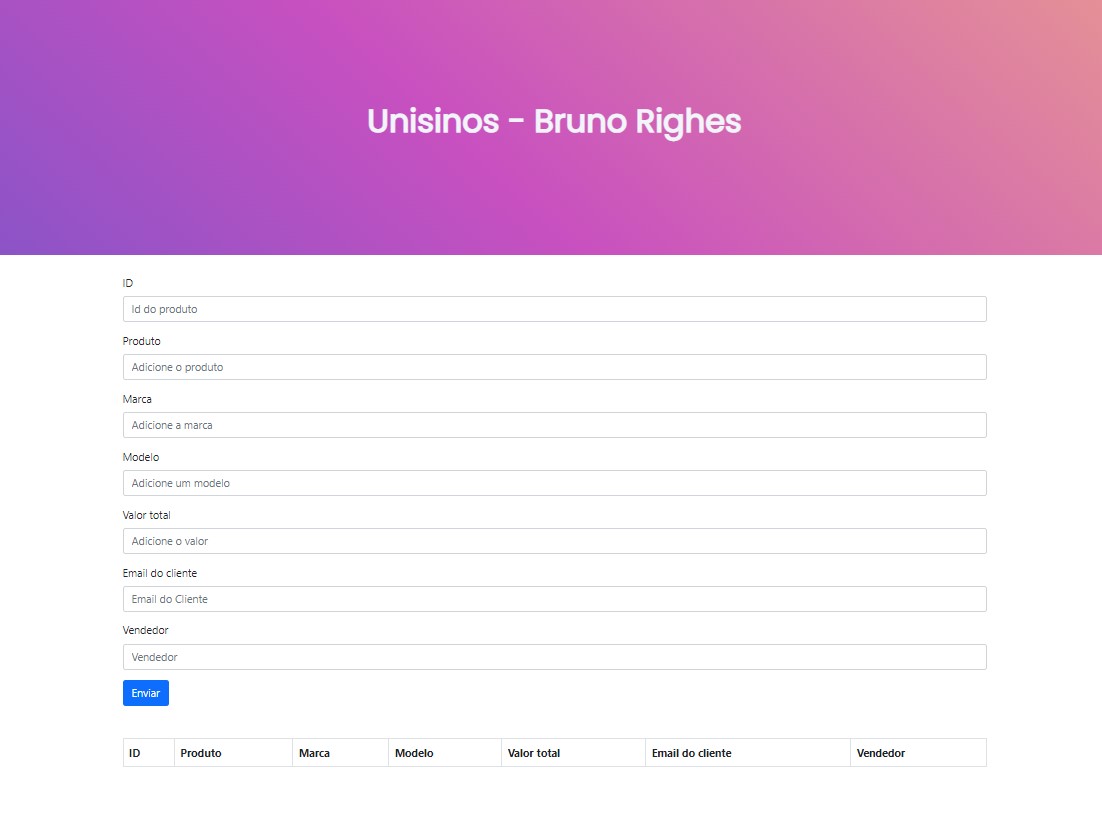 Unisinos - Bruno Righes
ID
Id do produto
Produto
Adicione o produto
Marca
Adicione a marca
Modelo
Adicione um modelo
Valor total
Adicione o valor
Email do cliente
Email do Cliente
Vendedor
Vendedor
Enviar
ID Produto Marca Modelo Valor total Email do cliente Vendedor